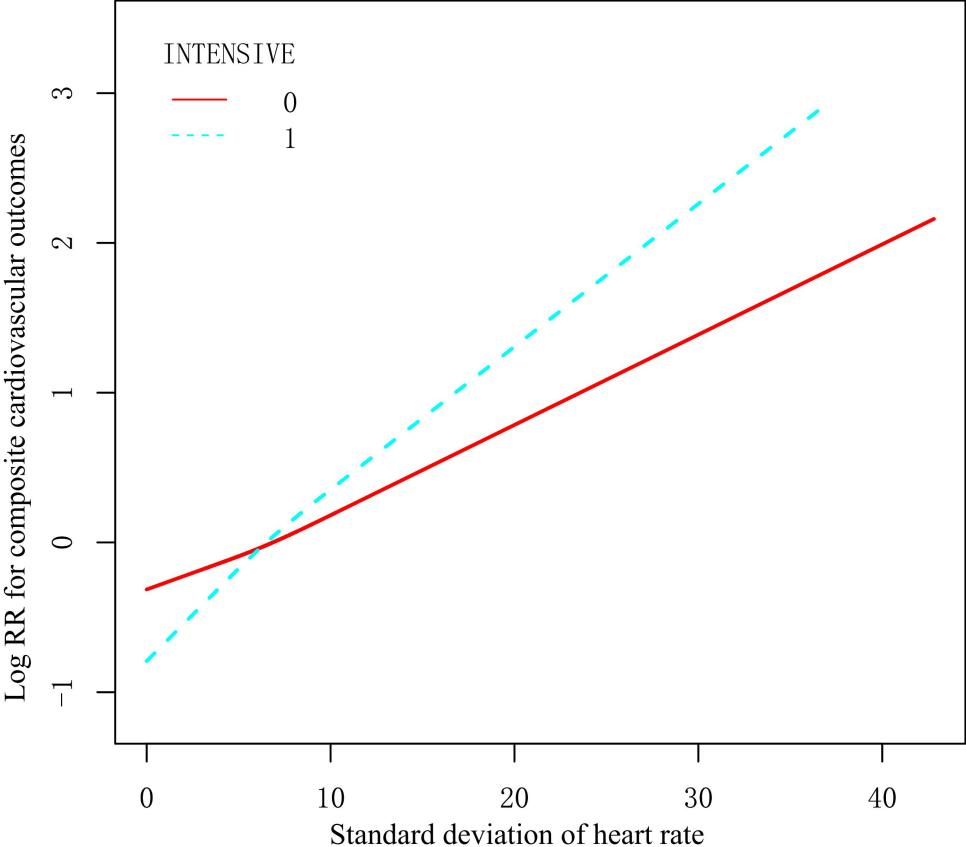 INTENSIVE
0
1
Log RR for composite cardiovascular outcomes
3
2
1
0
−1
0 10 20 30 40
Standard deviation of heart rate